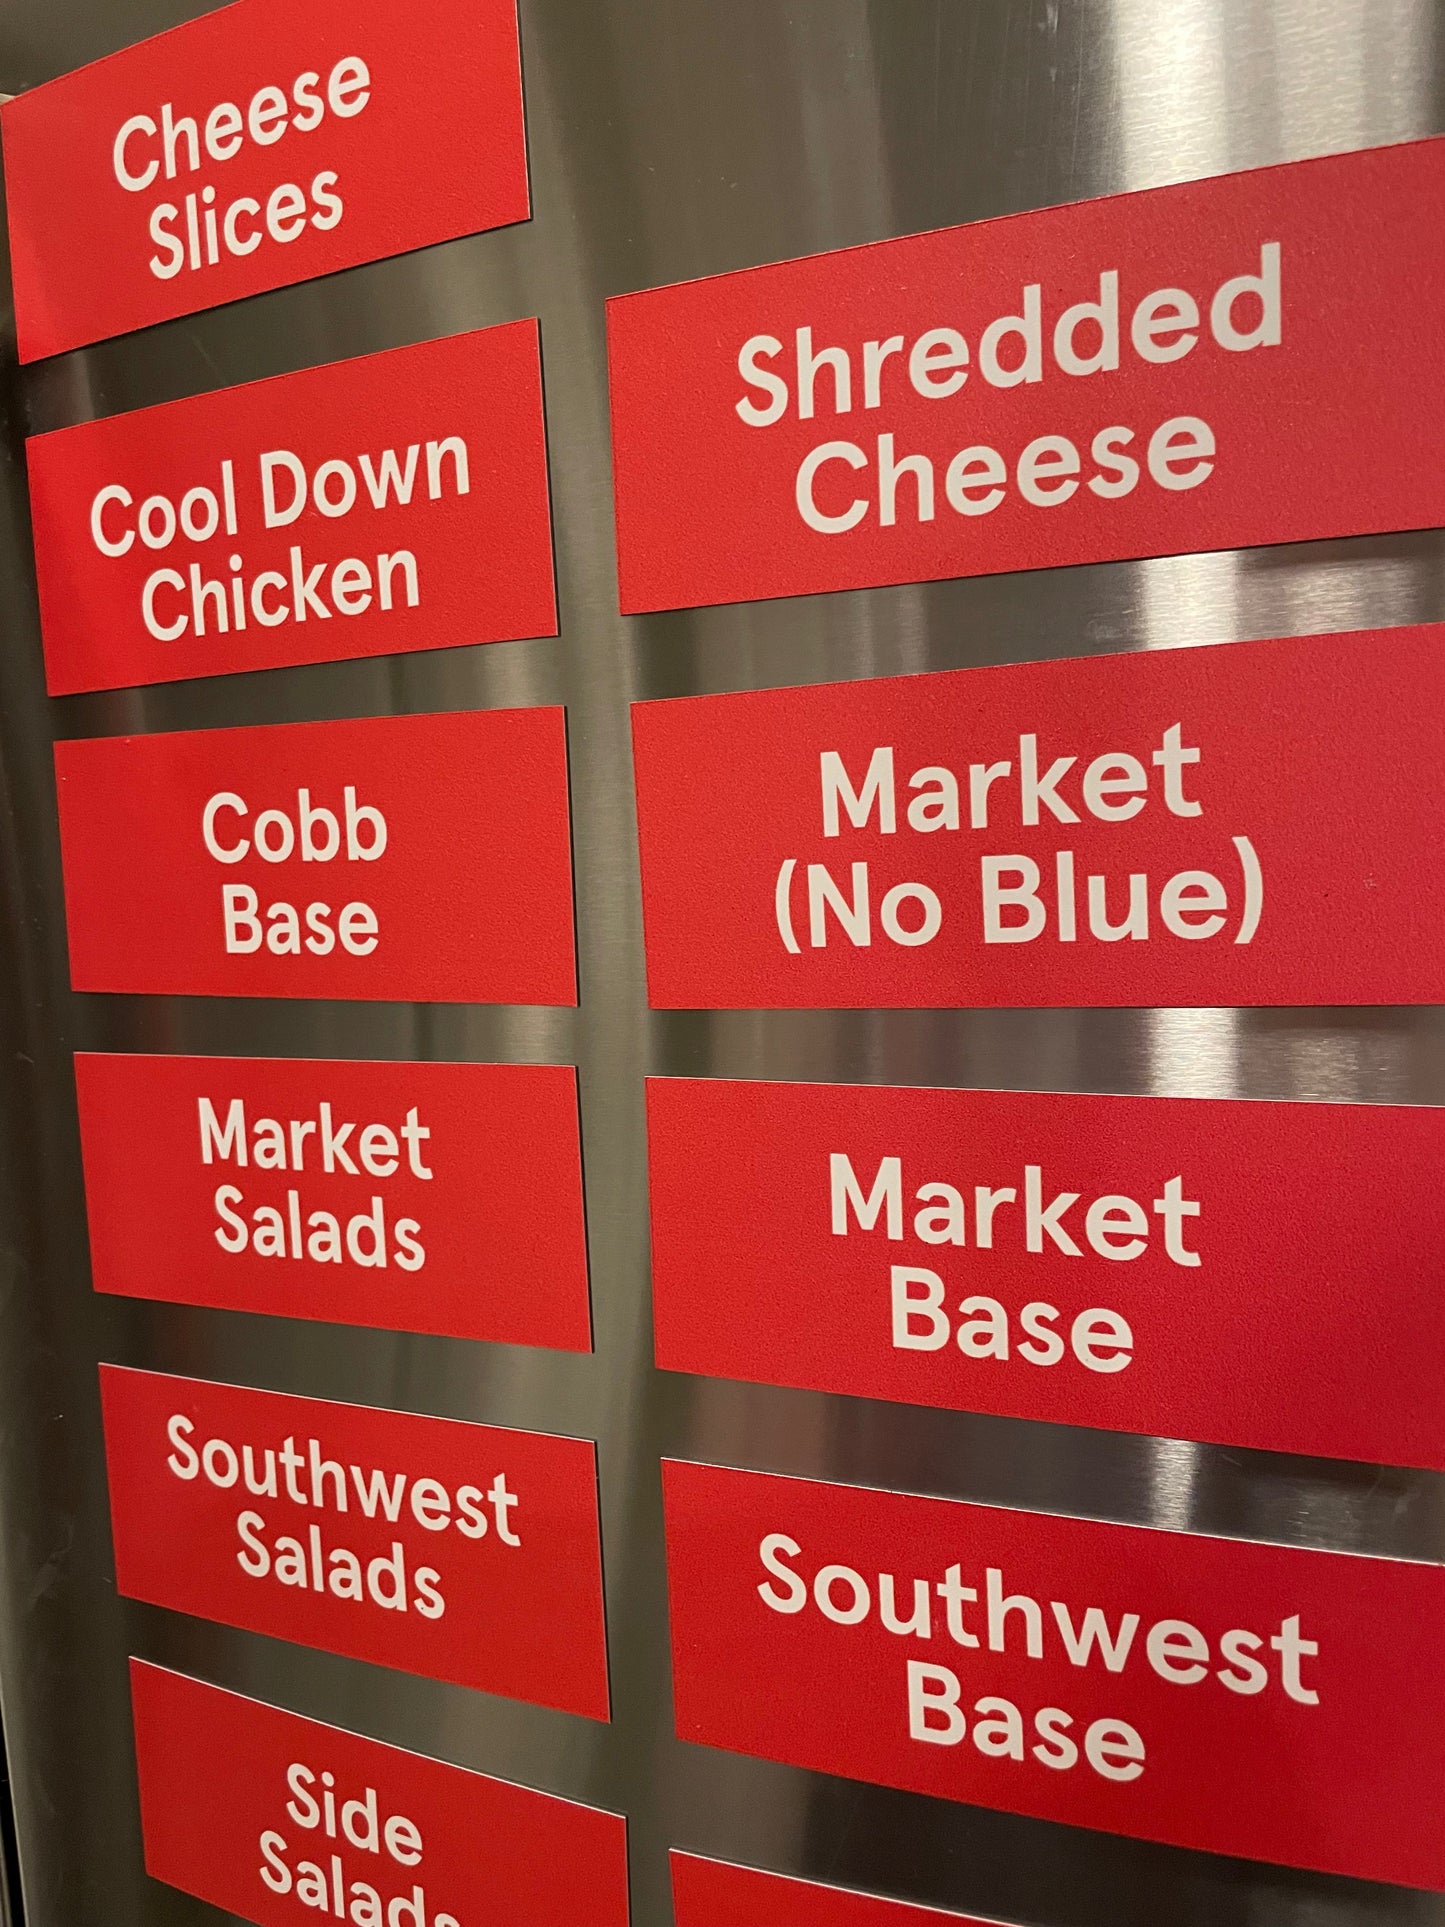 Cheese
Slices
Cool Down
Chicken
Cobb
Base
Market
Salads
Southwest
Salads
Side
Salads
Shredded
Cheese
Market
(No Blue)
Market
Base
Southwest
Base